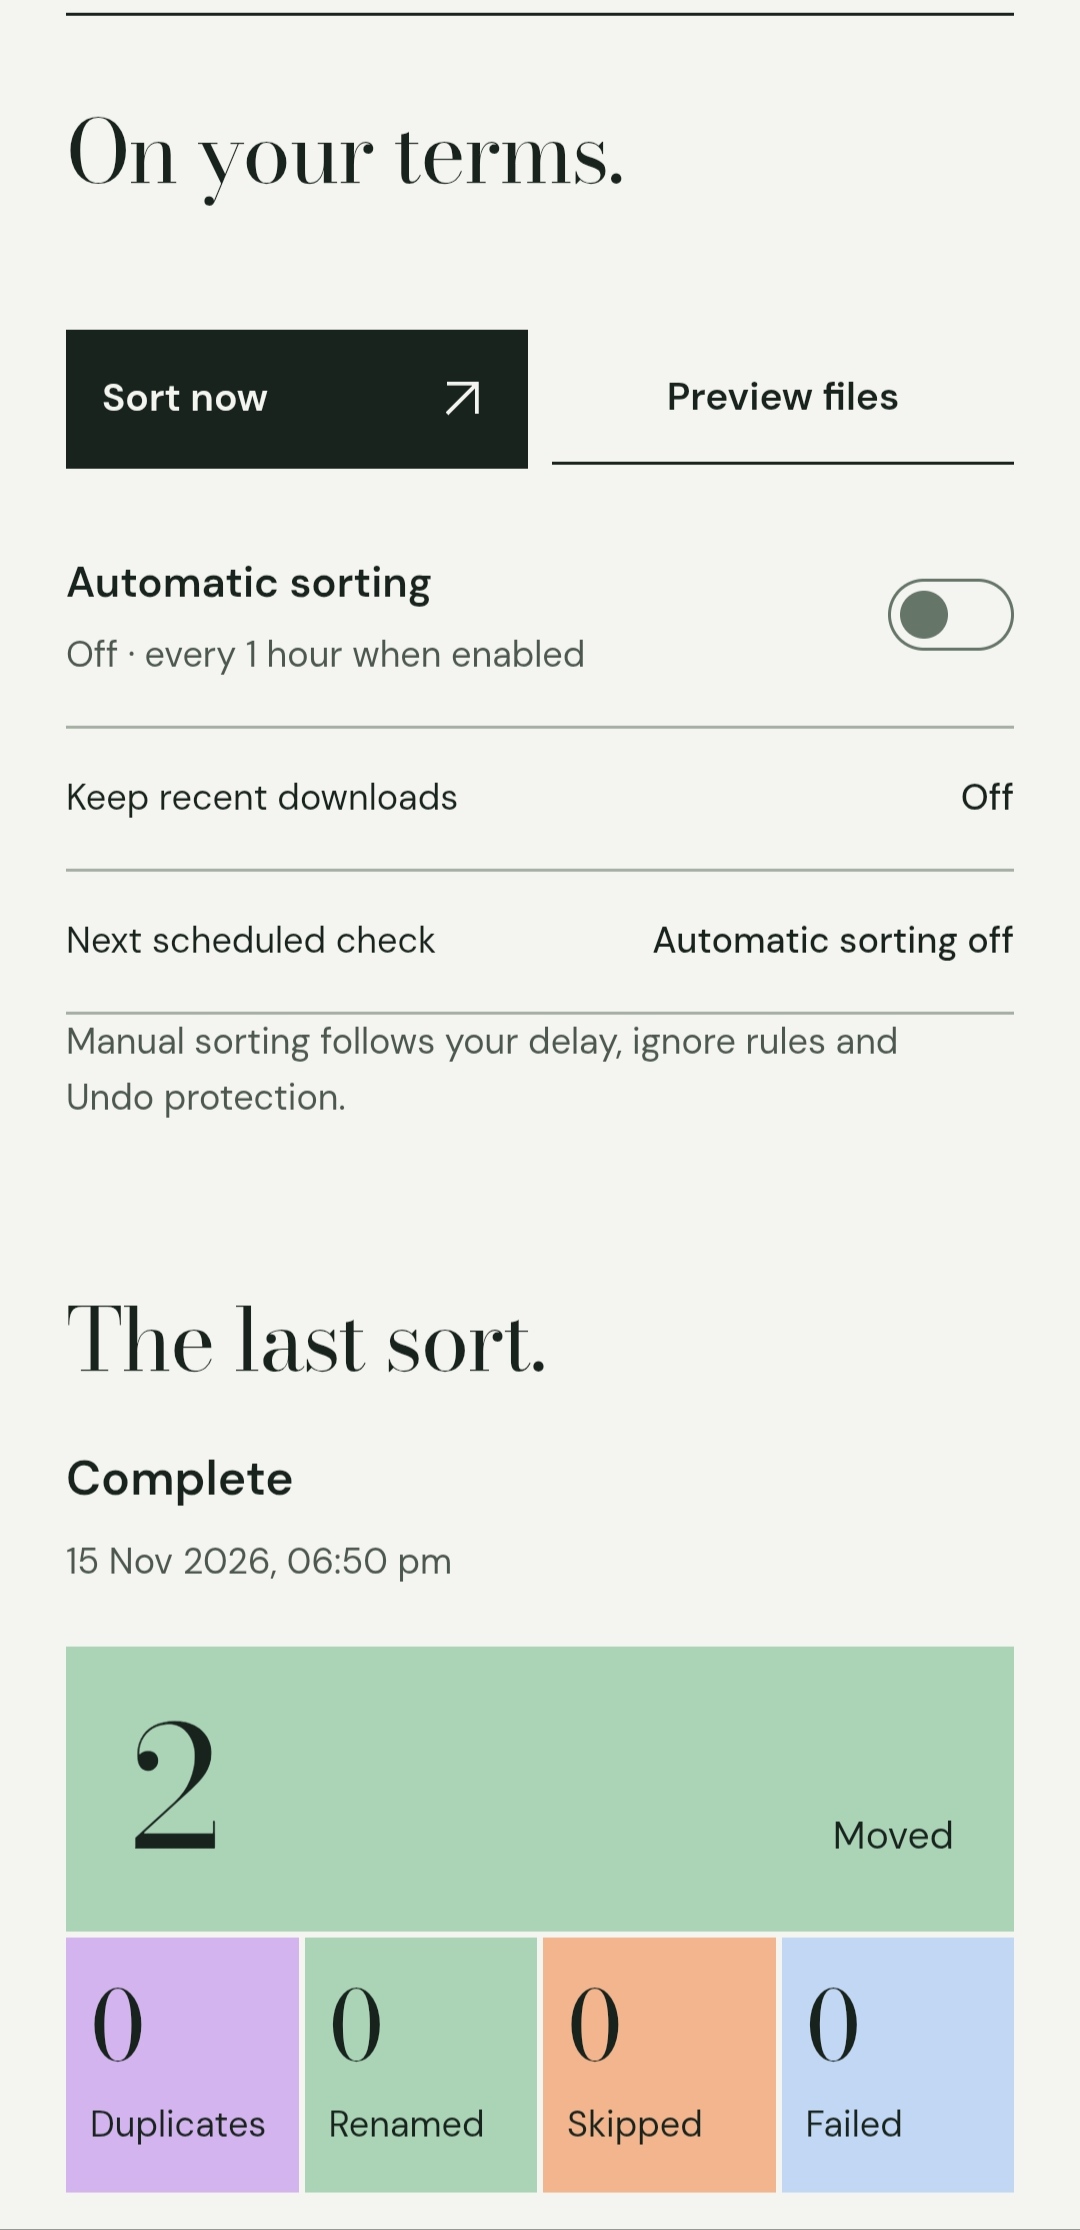 On your terms.
Sort now
Preview files
Automatic sorting
Off · every 1 hour when enabled
Keep recent downloads
Off
Next scheduled check
Automatic sorting off
Manual sorting follows your delay, ignore rules and
Undo protection.
The last sort.
Complete
15 Nov 2026, 06:50 pm
2
Moved
0
Duplicates
0
Renamed
0
Skipped
0
Failed